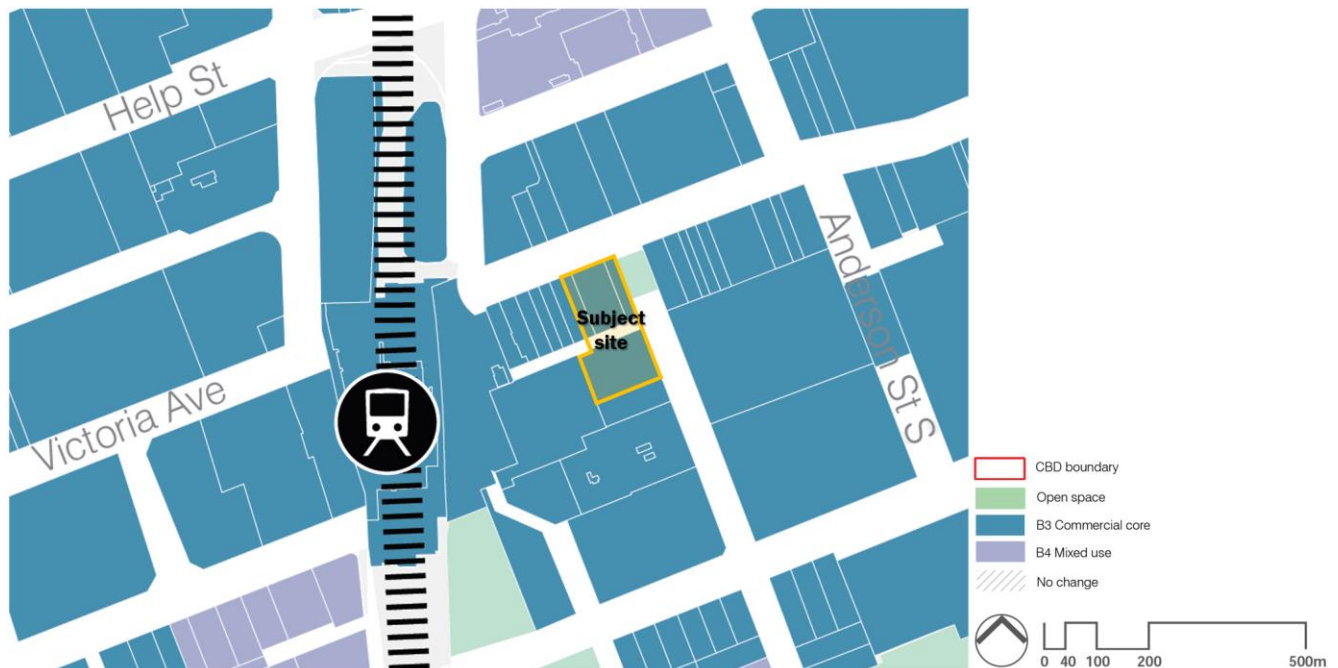 Help St
Anderson St S
Subject
site
Victoria Ave
CBD boundary
Open space
B3 Commercial core
B4 Mixed use
No change
0 40 100 200 500m